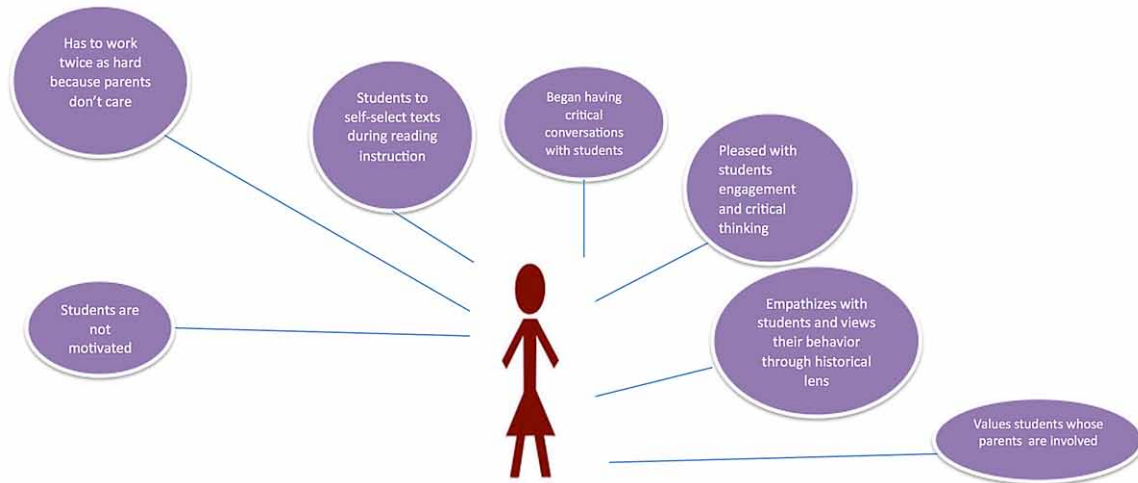 Has to work
twice as hard
because parents
don't care
Students to
self-select texts
during reading
instruction
Began having
critical
conversations
with students
Pleased with
students
engagement
and critical
thinking
Students are
not
motivated
Empathizes with
students and views
their behavior
through historical
lens
Values students whose
parents are involved